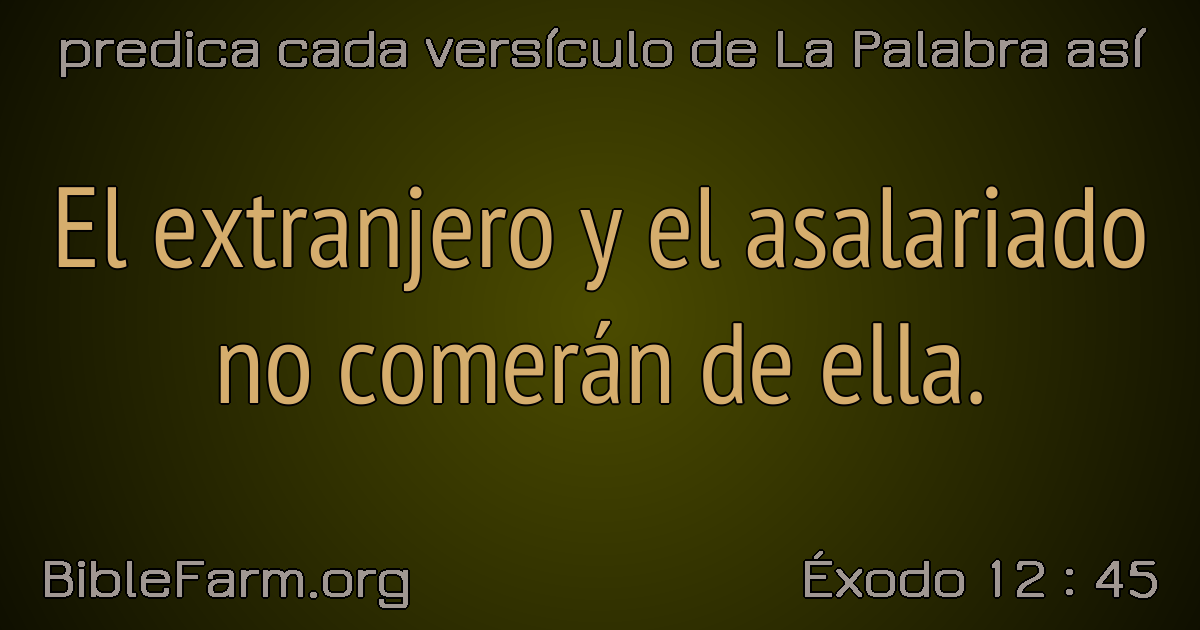 predica cada versículo de La Palabra así
El extranjero y el asalariado
no comerán de ella.
BibleFarm.org
Éxodo 12 : 45